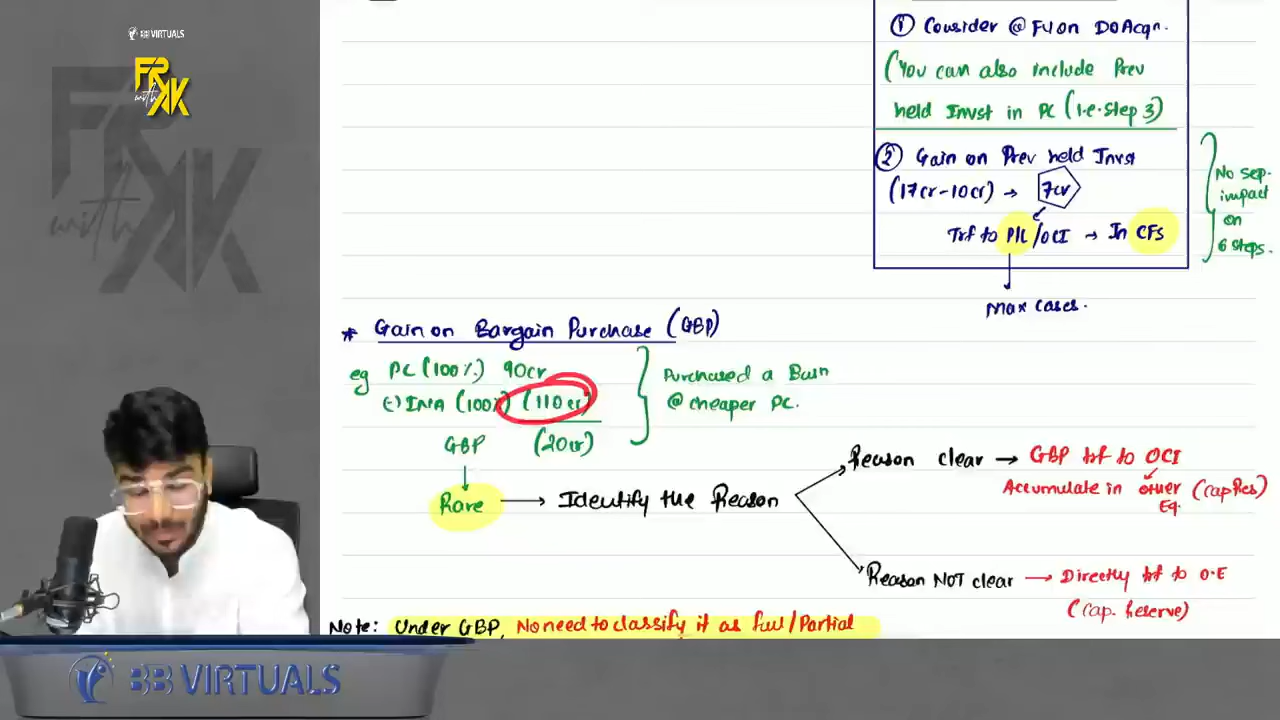 BB VIRTUALS
FR
with
KK
① Consider @ FV on DOAcqn.
(You can also include Prev
held Invst in PC (i.e. step 3)
② Gain on Prev held Invst
(17cr-10cr) → 7cr
Trf to P/L /OCI → In CFs
No sep.
impact
on
6 steps.
Max cases.
* Gain on Bargain Purchase (GBP)
eg PC (100%) 90cr
(-) INA (100%) (110cr)
GBP (20cr)
Purchased a Busn
@ cheaper PC.
Rare → Identify the Reason
Reason clear → GBP trf to OCI
Accumulate in other (Cap Res)
Eq.
Reason NOT clear → Directly trf to O.E
(Cap. Reserve)
Note: Under GBP, No need to classify it as full/Partial
BB VIRTUALS